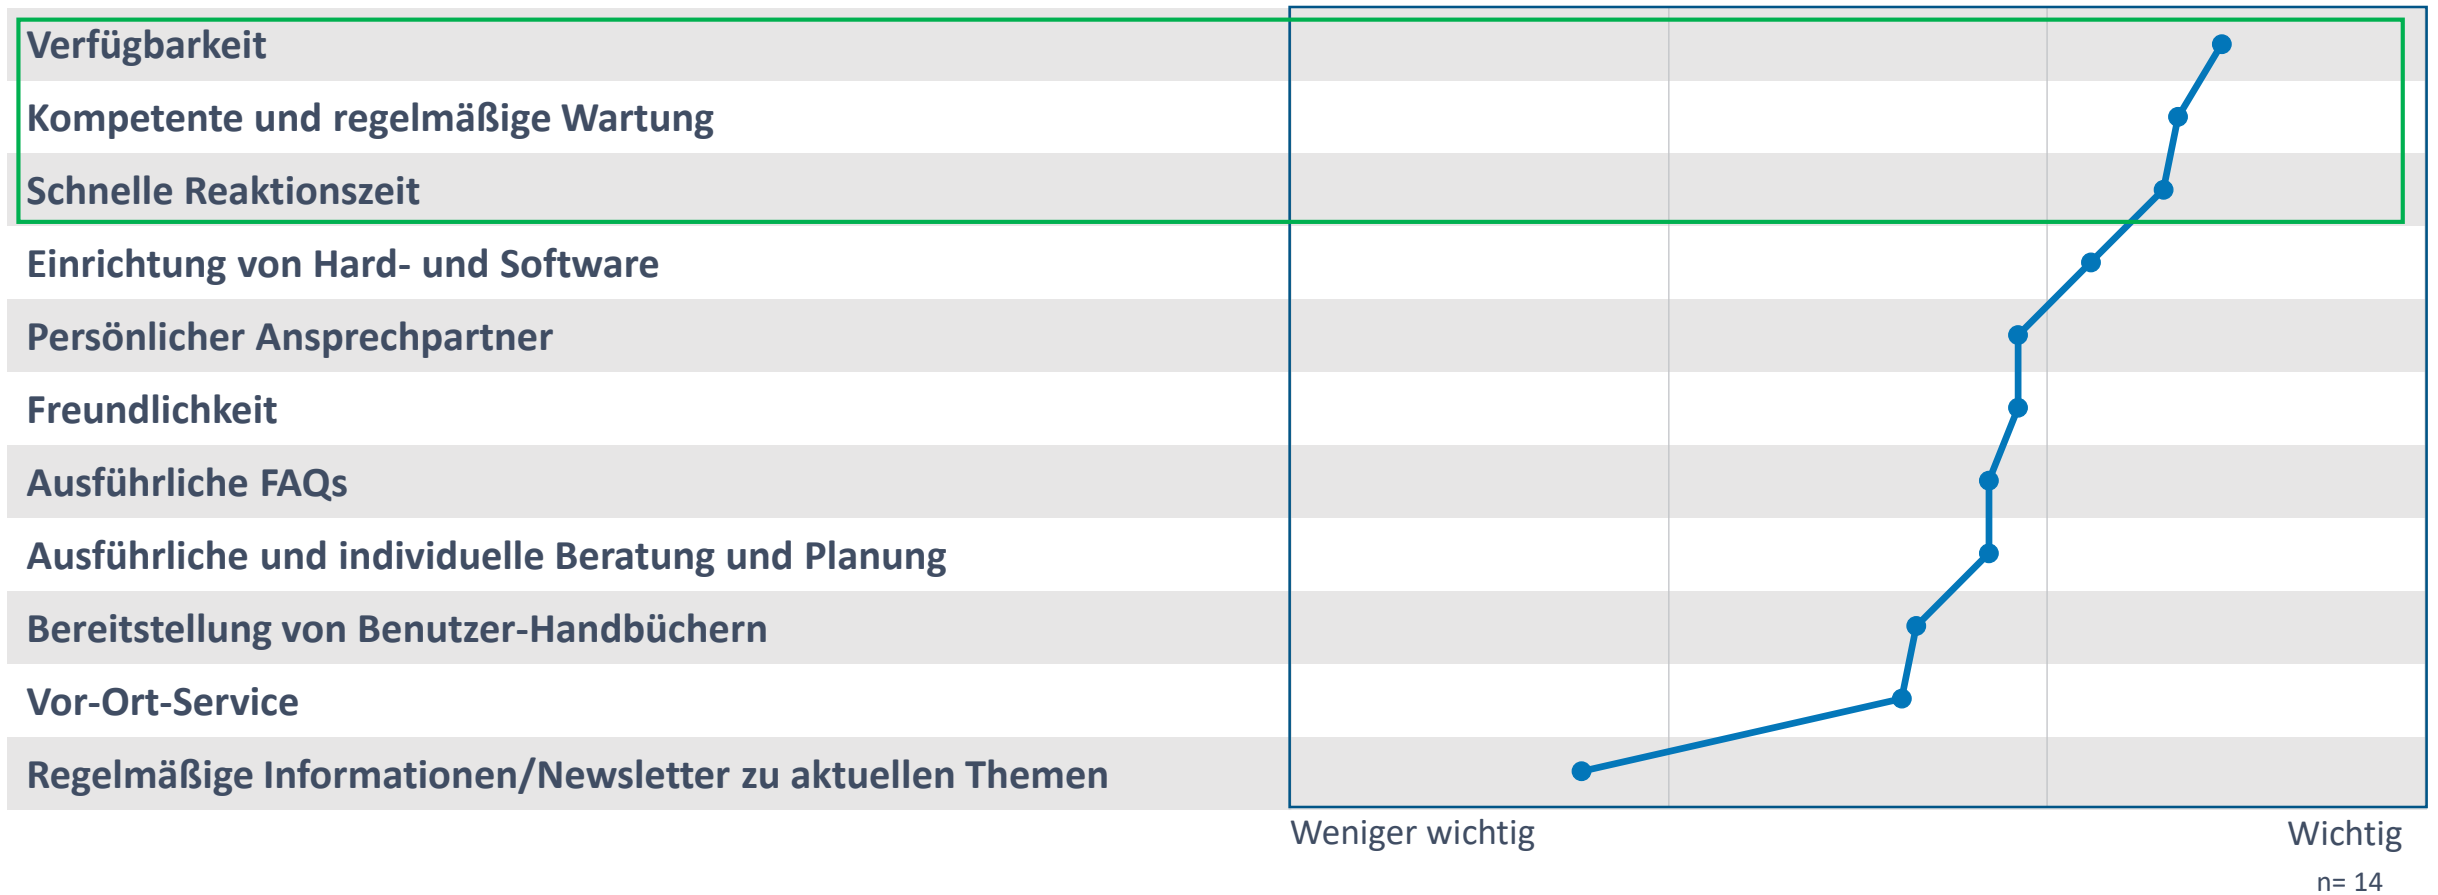 Verfügbarkeit
Kompetente und regelmäßige Wartung
Schnelle Reaktionszeit
Einrichtung von Hard- und Software
Persönlicher Ansprechpartner
Freundlichkeit
Ausführliche FAQs
Ausführliche und individuelle Beratung und Planung
Bereitstellung von Benutzer-Handbüchern
Vor-Ort-Service
Regelmäßige Informationen/Newsletter zu aktuellen Themen
Weniger wichtig
Wichtig
n= 14